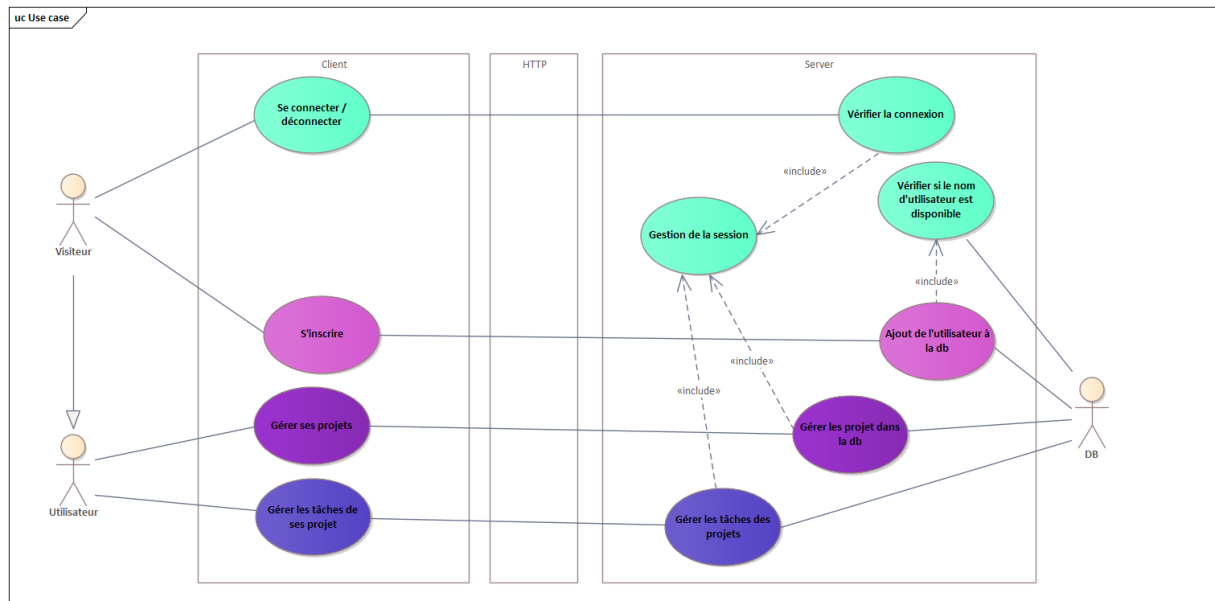 uc Use case
Client
HTTP
Server
Se connecter /
déconnecter
Vérifier la connexion
«include»
Vérifier si le nom
d'utilisateur est
disponible
Gestion de la session
Visiteur
«include»
S'inscrire
Ajout de l'utilisateur à
la db
«include»
«include»
Gérer ses projets
Gérer les projet dans
la db
DB
Utilisateur
Gérer les tâches de
ses projet
Gérer les tâches des
projets